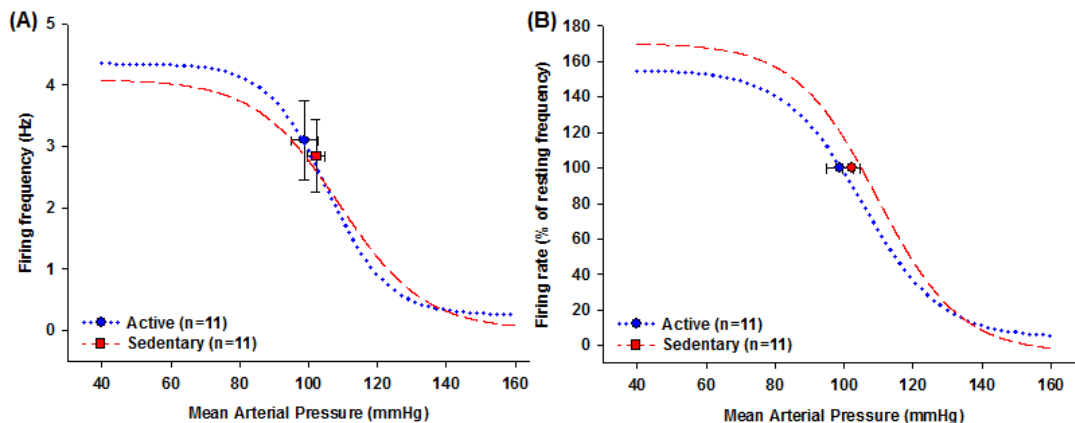 (A)
Firing frequency (Hz)
5
4
3
2
1
0
Active (n=11)
Sedentary (n=11)
40 60 80 100 120 140 160
Mean Arterial Pressure (mmHg)
(B)
Firing rate (% of resting frequency)
180
160
140
120
100
80
60
40
20
0
Active (n=11)
Sedentary (n=11)
40 60 80 100 120 140 160
Mean Arterial Pressure (mmHg)